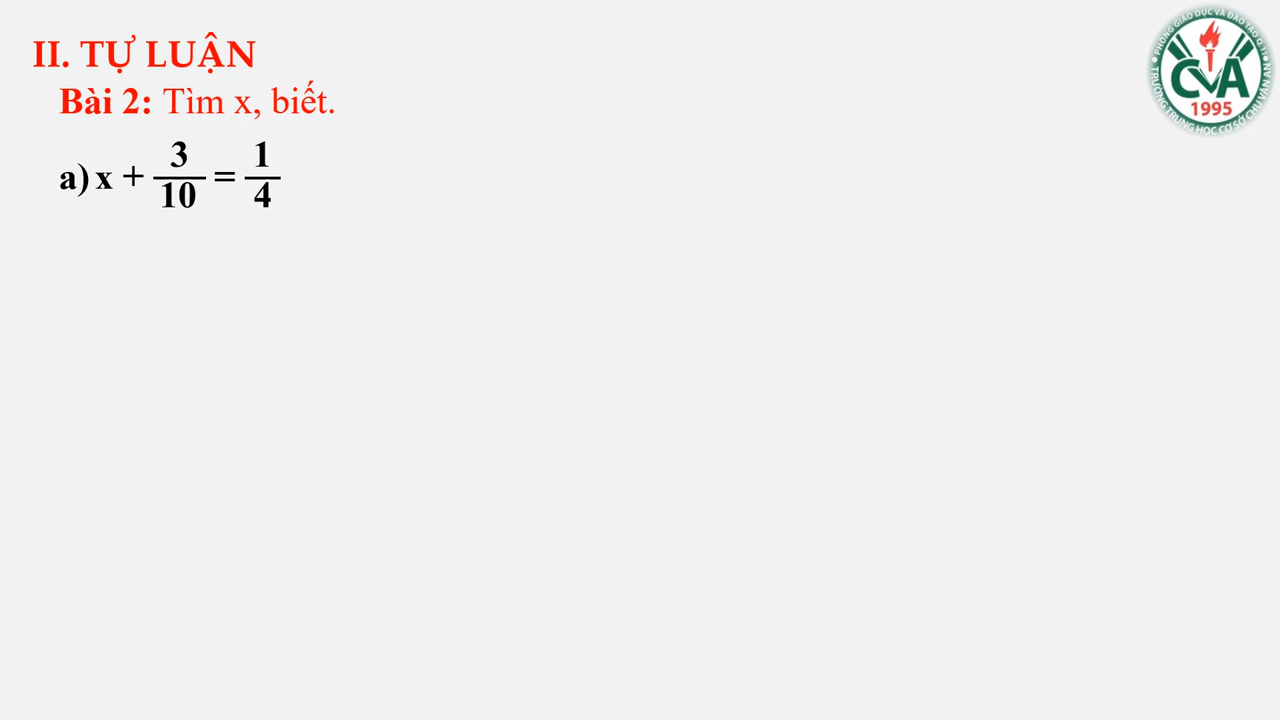 II. TỰ LUẬN
Bài 2: Tìm x, biết.
a) x + 3/10 = 1/4
CVA
1995